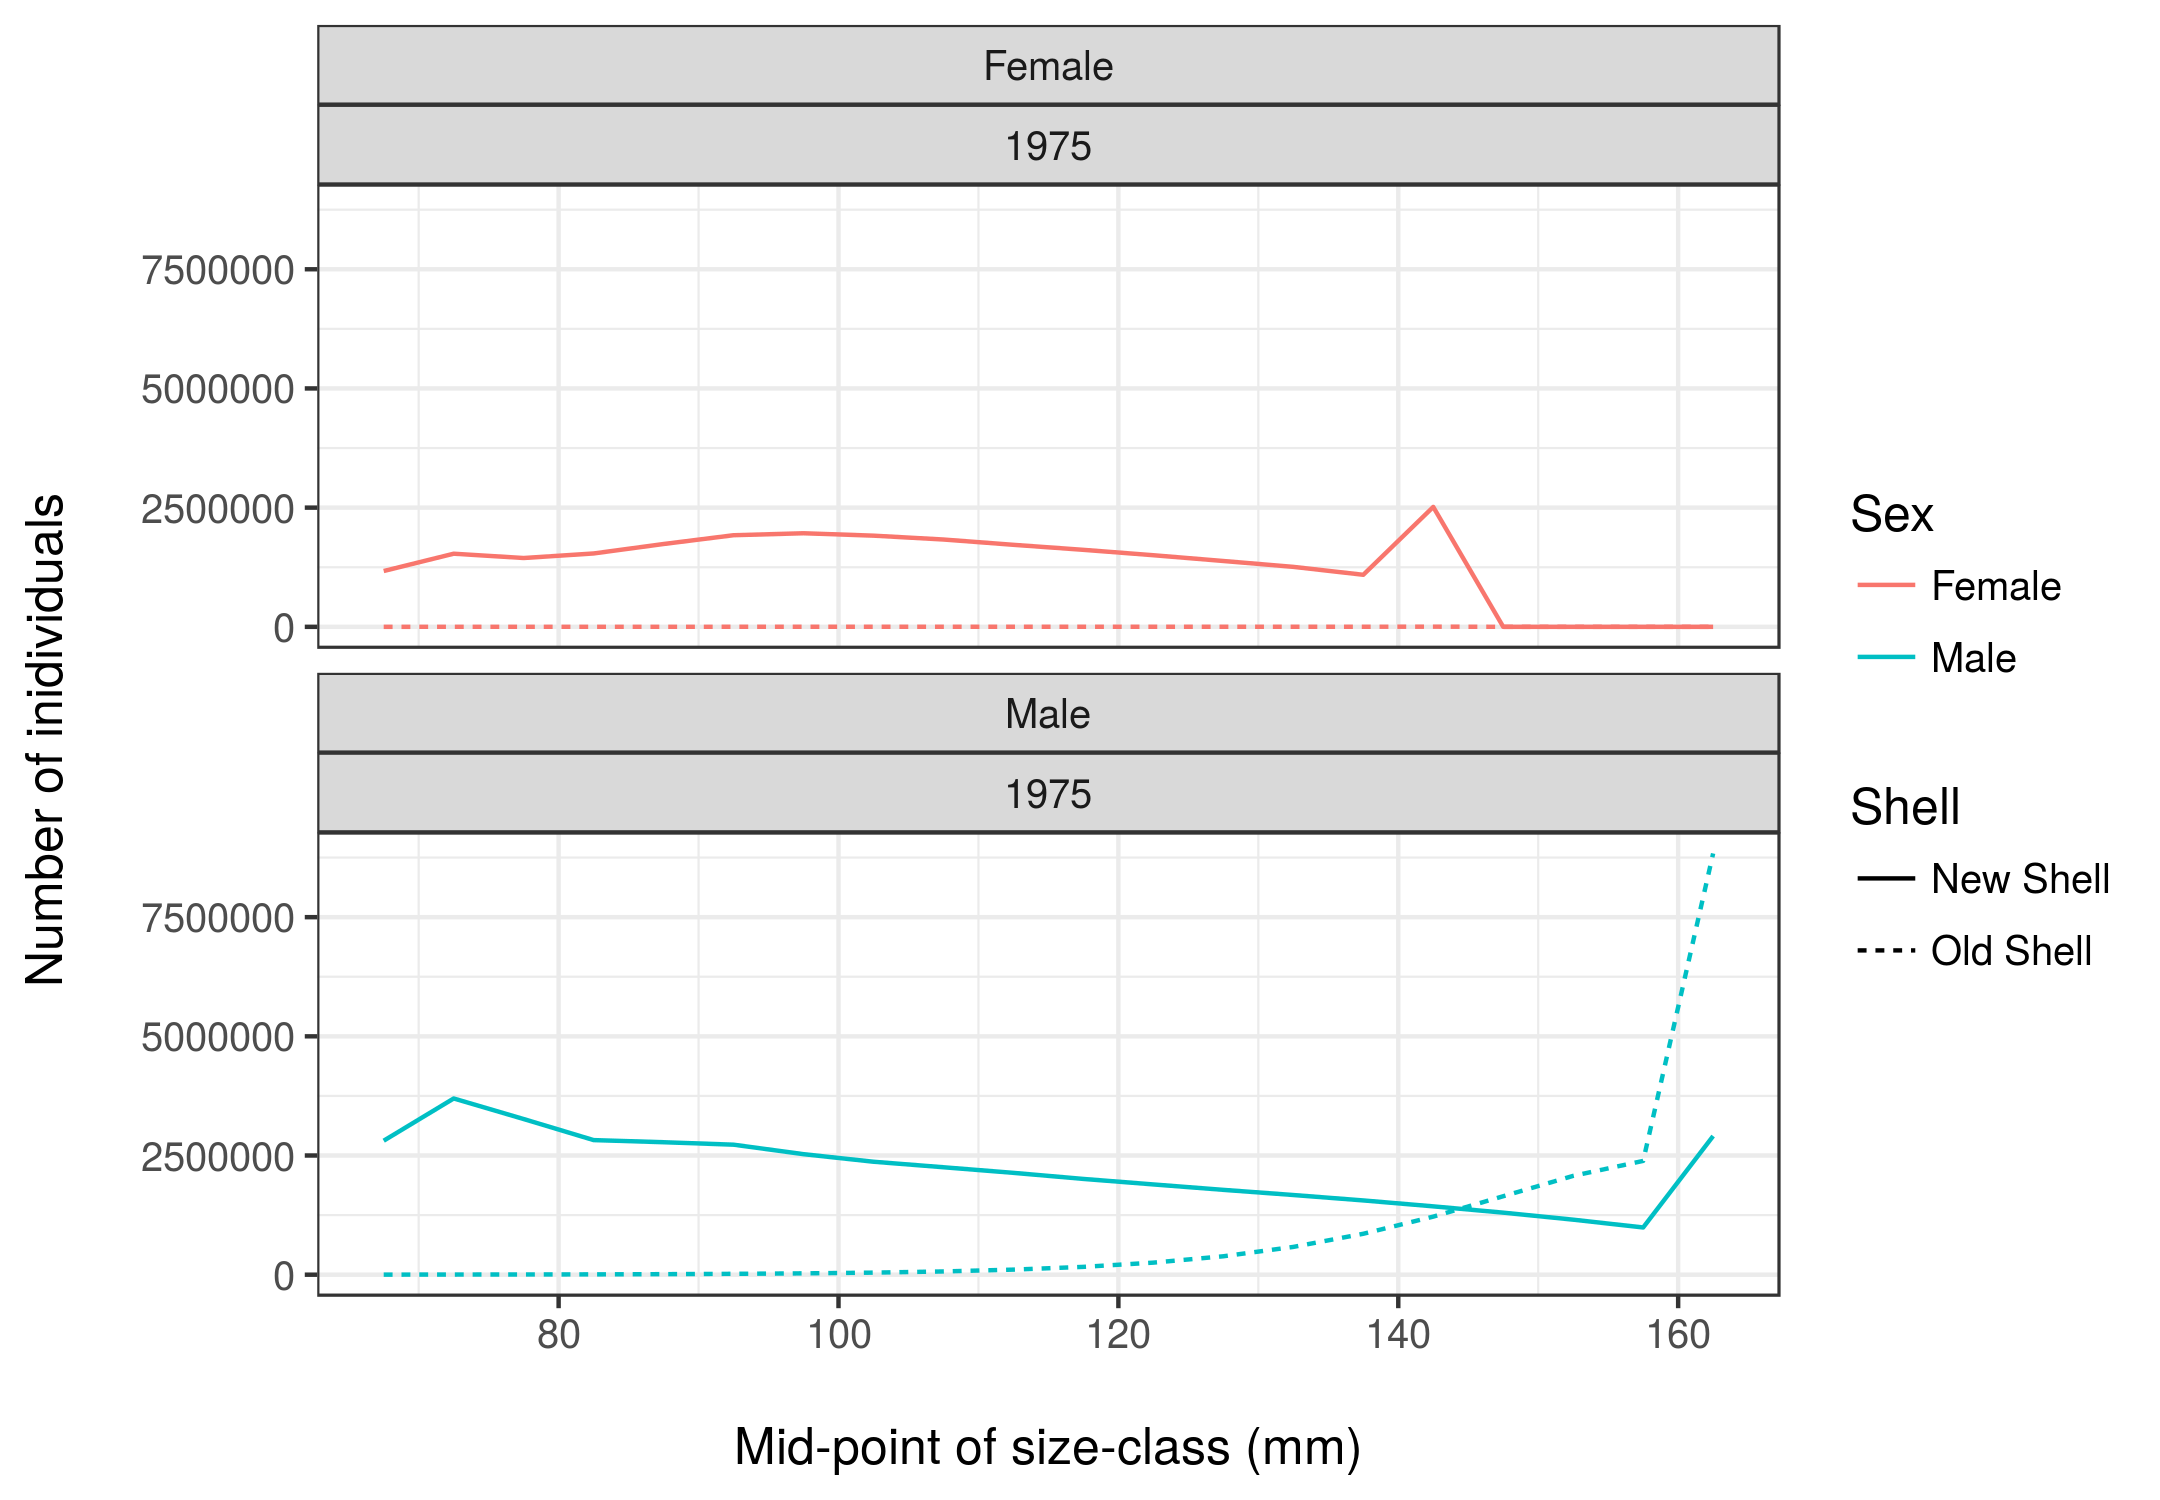 Female
1975
7500000
5000000
2500000
0
Male
1975
7500000
5000000
2500000
0
80 100 120 140 160
Mid-point of size-class (mm)
Number of inidividuals
Sex
Female
Male
Shell
New Shell
Old Shell